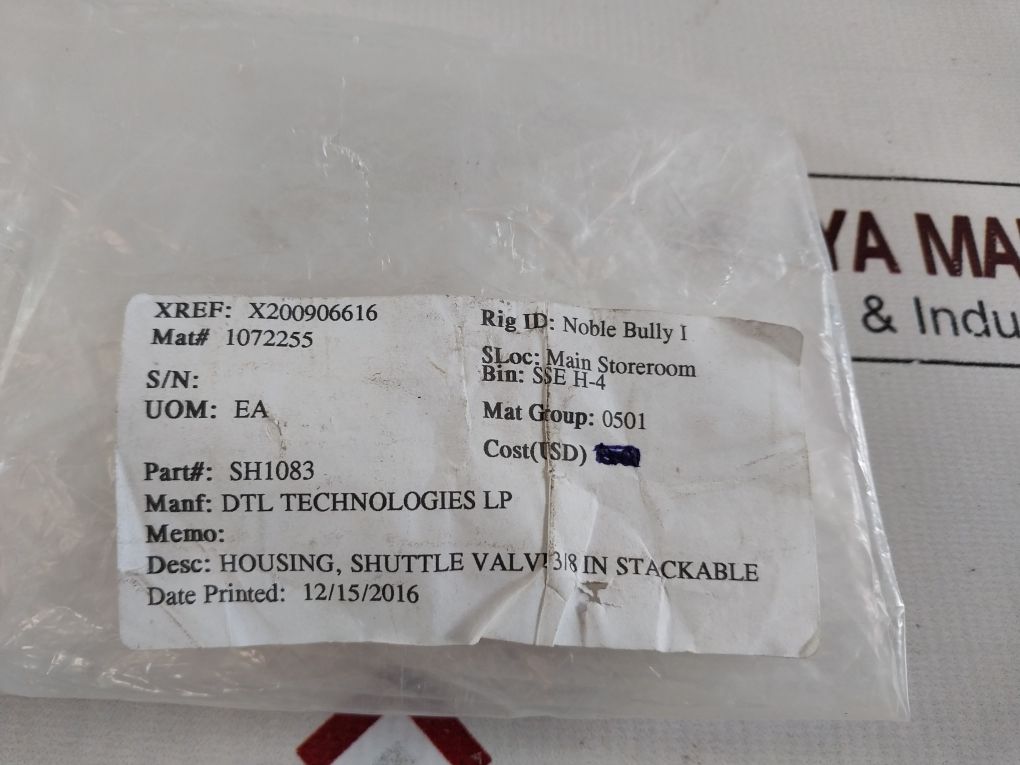 XREF: X200906616
Mat# 1072255
S/N:
UOM: EA
Rig ID: Noble Bully I
SLoc: Main Storeroom
Bin: SSE H-4
Mat Group: 0501
Cost(USD)
Part#: SH1083
Manf: DTL TECHNOLOGIES LP
Memo:
Desc: HOUSING, SHUTTLE VALVE 3/8 IN STACKABLE
Date Printed: 12/15/2016
YA MA
& Indu